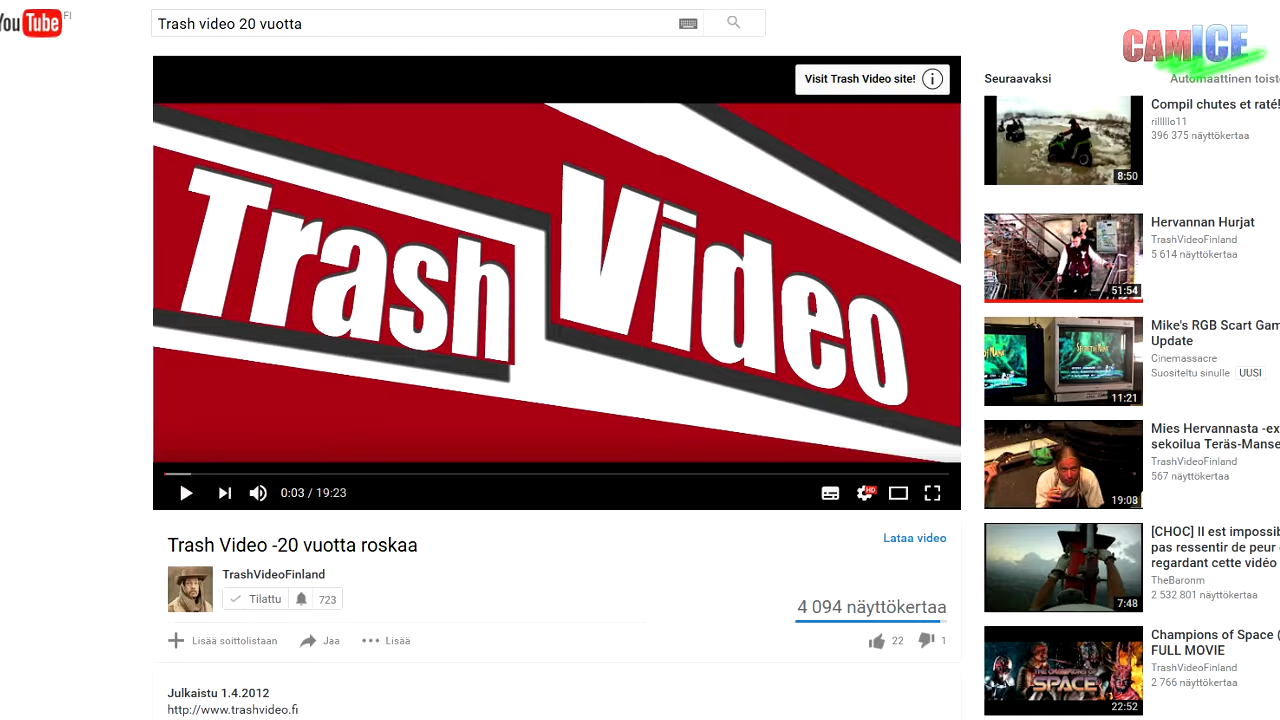 YouTube FI
Trash video 20 vuotta
CAMICE
Visit Trash Video site!
Trash Video
0:03 / 19:23
HD
Trash Video -20 vuotta roskaa
Lataa video
TrashVideoFinland
Tilattu 723
4 094 näyttökertaa
Lisää soittolistaan Jaa Lisää
22 1
Julkaistu 1.4.2012
http://www.trashvideo.fi
Seuraavaksi
Automaattinen toist
Compil chutes et raté!
rilllllo11
396 375 näyttökertaa
8:50
Hervannan Hurjat
TrashVideoFinland
5 614 näyttökertaa
51:54
Mike's RGB Scart Gam
Update
Cinemassacre
Suositeltu sinulle UUSI
11:21
Mies Hervannasta -ex
sekoilua Teräs-Manse
TrashVideoFinland
567 näyttökertaa
19:08
[CHOC] Il est impossib
pas ressentir de peur
regardant cette vidéo
TheBaronm
2 532 801 näyttökertaa
7:48
Champions of Space (
FULL MOVIE
TrashVideoFinland
2 766 näyttökertaa
THE CHAMPIONS OF
SPACE
22:52